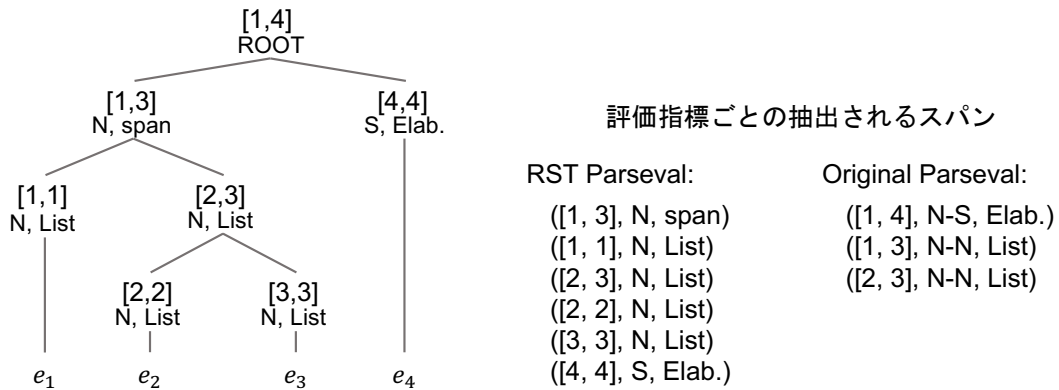 [1,4]
ROOT
[1,3]
N, span
[4,4]
S, Elab.
[1,1]
N, List
[2,3]
N, List
[2,2]
N, List
[3,3]
N, List
e₁
e₂
e₃
e₄
評価指標ごとの抽出されるスパン
RST Parseval:
([1, 3], N, span)
([1, 1], N, List)
([2, 3], N, List)
([2, 2], N, List)
([3, 3], N, List)
([4, 4], S, Elab.)
Original Parseval:
([1, 4], N-S, Elab.)
([1, 3], N-N, List)
([2, 3], N-N, List)